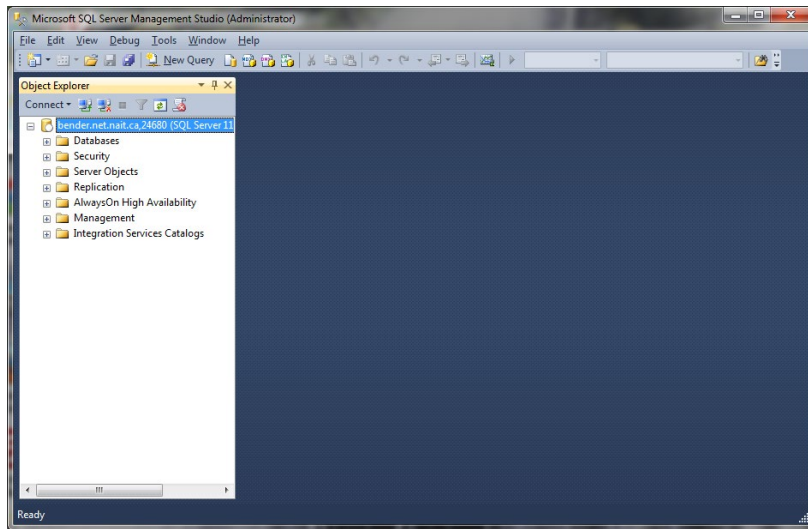 Microsoft SQL Server Management Studio (Administrator)
File Edit View Debug Tools Window Help
New Query
Object Explorer
Connect
bender.net.nait.ca,24680 (SQL Server 11
Databases
Security
Server Objects
Replication
AlwaysOn High Availability
Management
Integration Services Catalogs
Ready